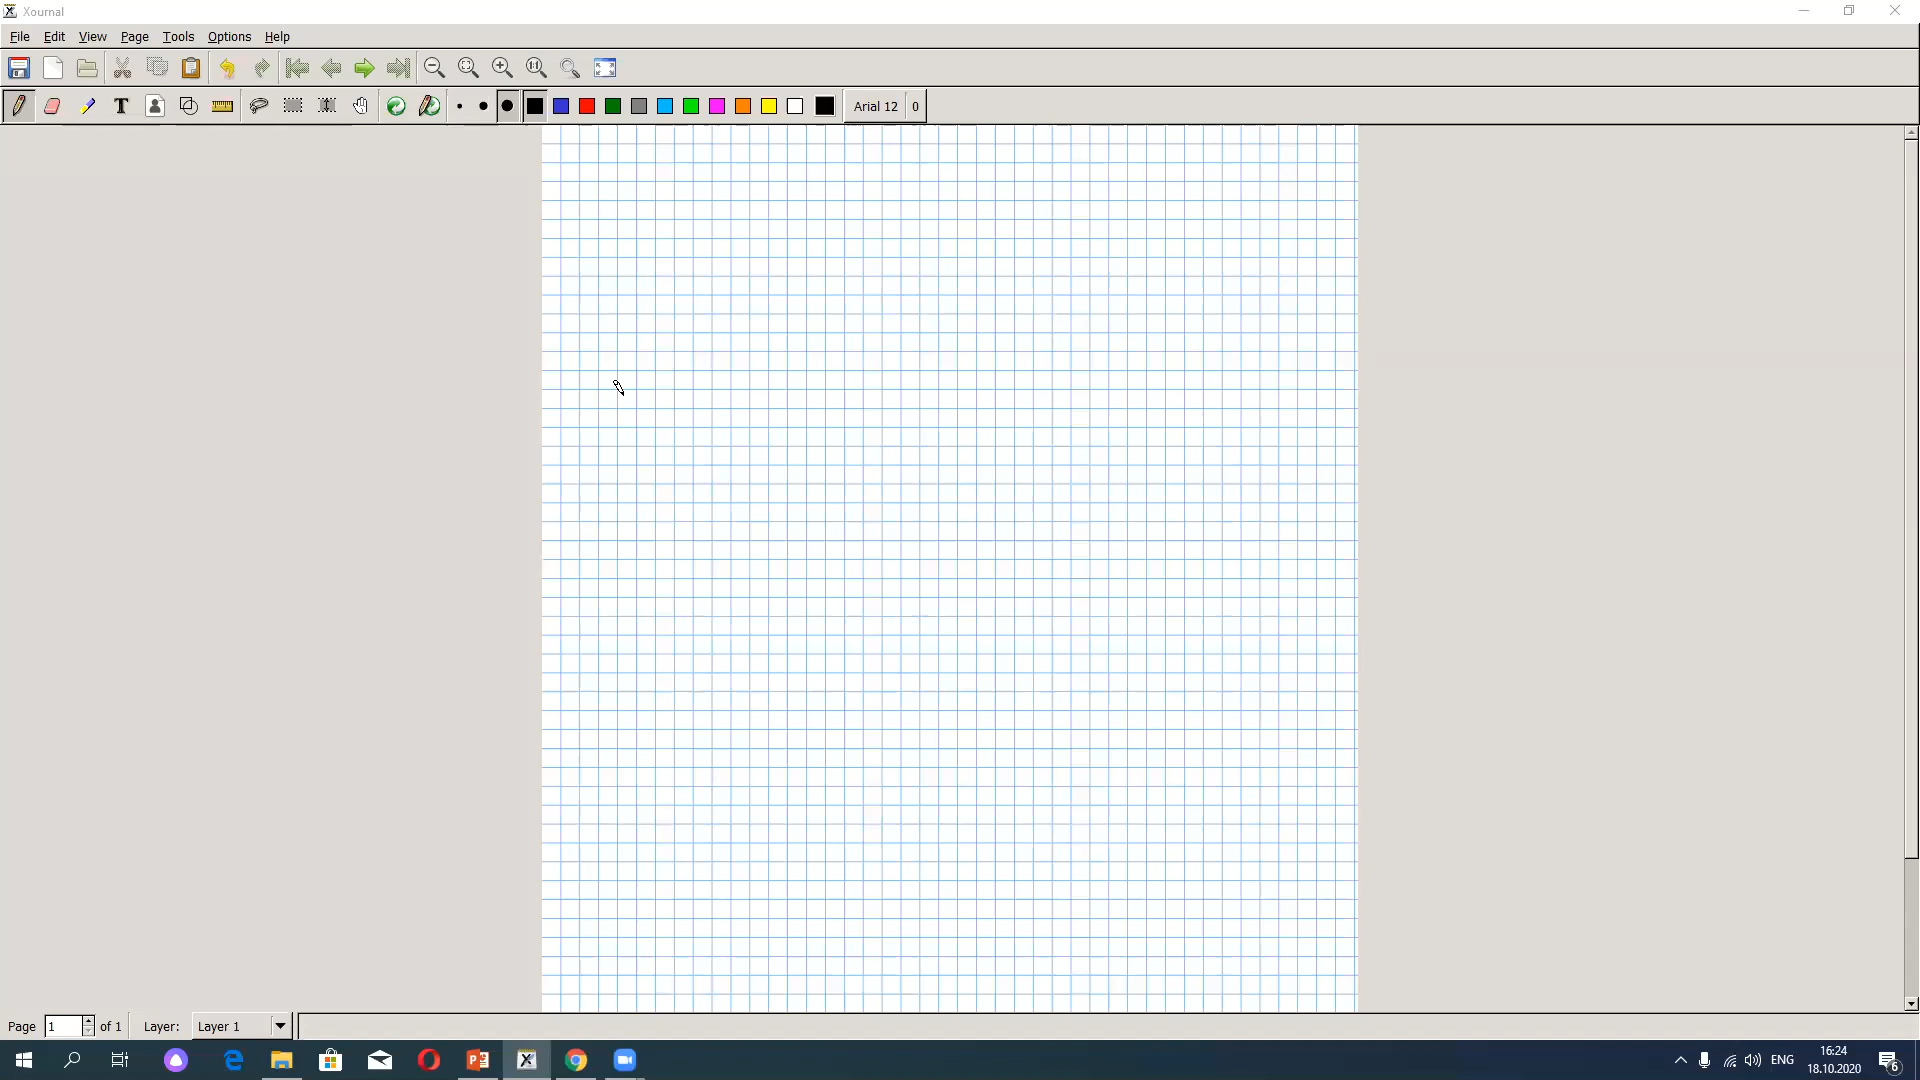 Xournal
File Edit View Page Tools Options Help
T Arial 12 0
Page 1 of 1 Layer: Layer 1
ENG 16:24
18.10.2020 6